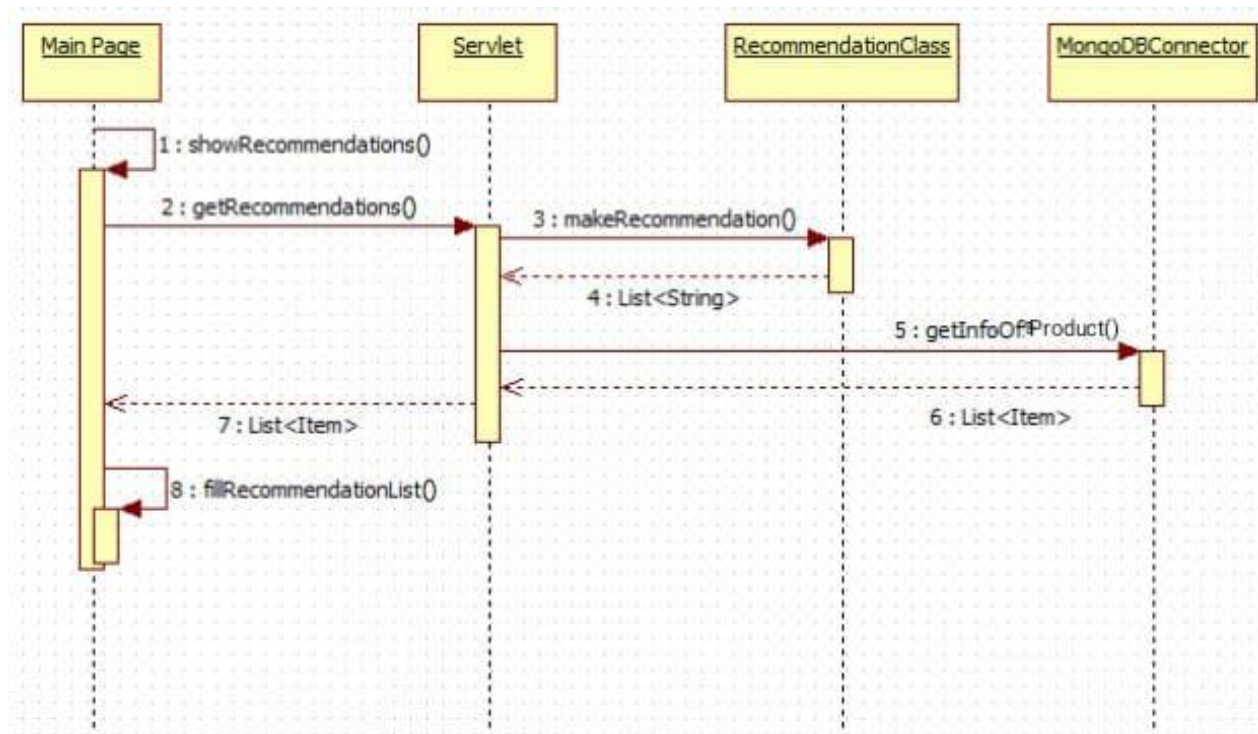 Main Page
Servlet
RecommendationClass
MongoDBConnector
1 : showRecommendations()
2 : getRecommendations()
3 : makeRecommendation()
4 : List<String>
5 : getInfoOfProduct()
6 : List<Item>
7 : List<Item>
8 : fillRecommendationList()